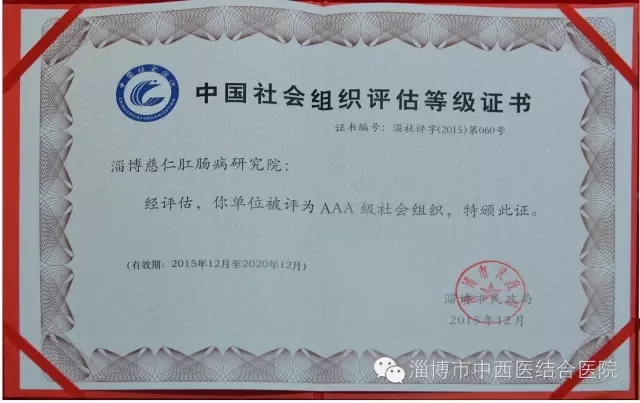 中国社会组织评估等级证书
证书编号：淄社评字(2015)第060号
淄博慈仁肛肠病研究院：
经评估，你单位被评为AAA级社会组织，特颁此证。
(有效期：2015年12月至2020年12月)
淄博市民政局
2015年12月
淄博市中西医结合医院